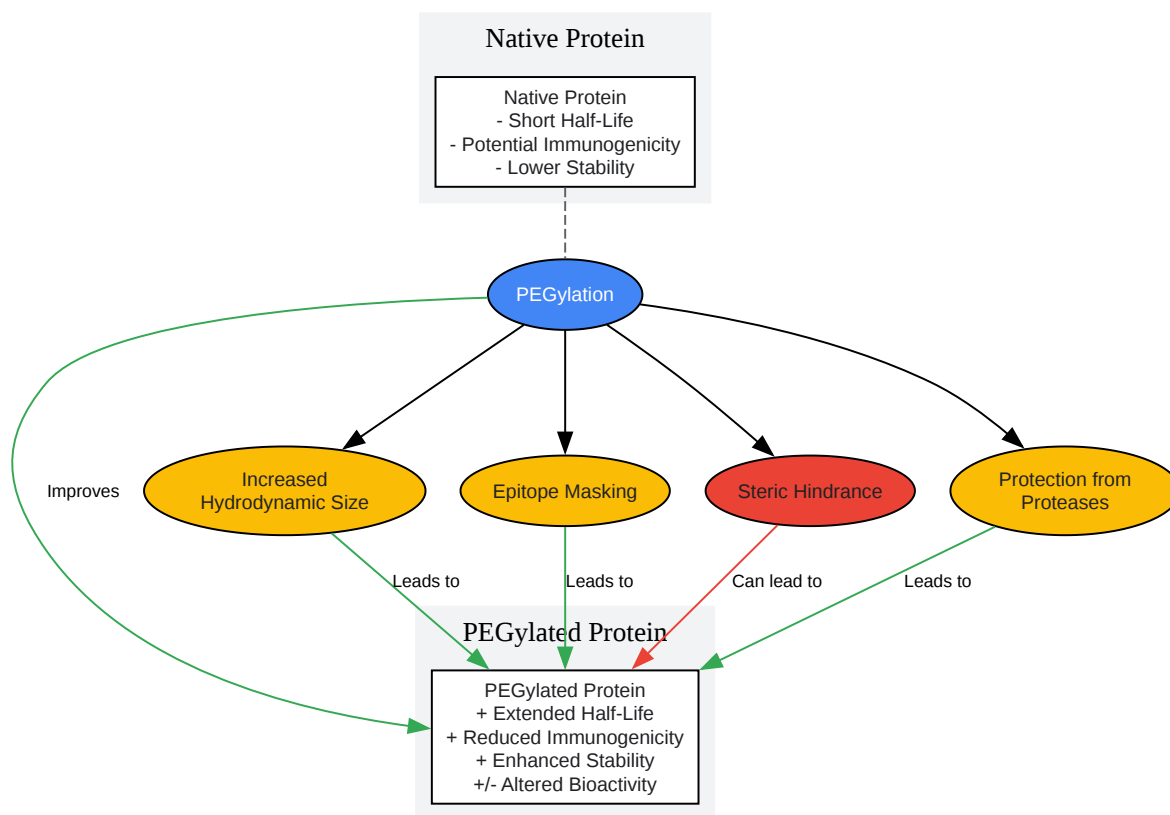 Native Protein
Native Protein
- Short Half-Life
- Potential Immunogenicity
- Lower Stability
PEGylation
Improves
Increased
Hydrodynamic Size
Epitope Masking
Steric Hindrance
Protection from
Proteases
Leads to
Leads to
Can lead to
Leads to
PEGylated Protein
PEGylated Protein
+ Extended Half-Life
+ Reduced Immunogenicity
+ Enhanced Stability
+/- Altered Bioactivity